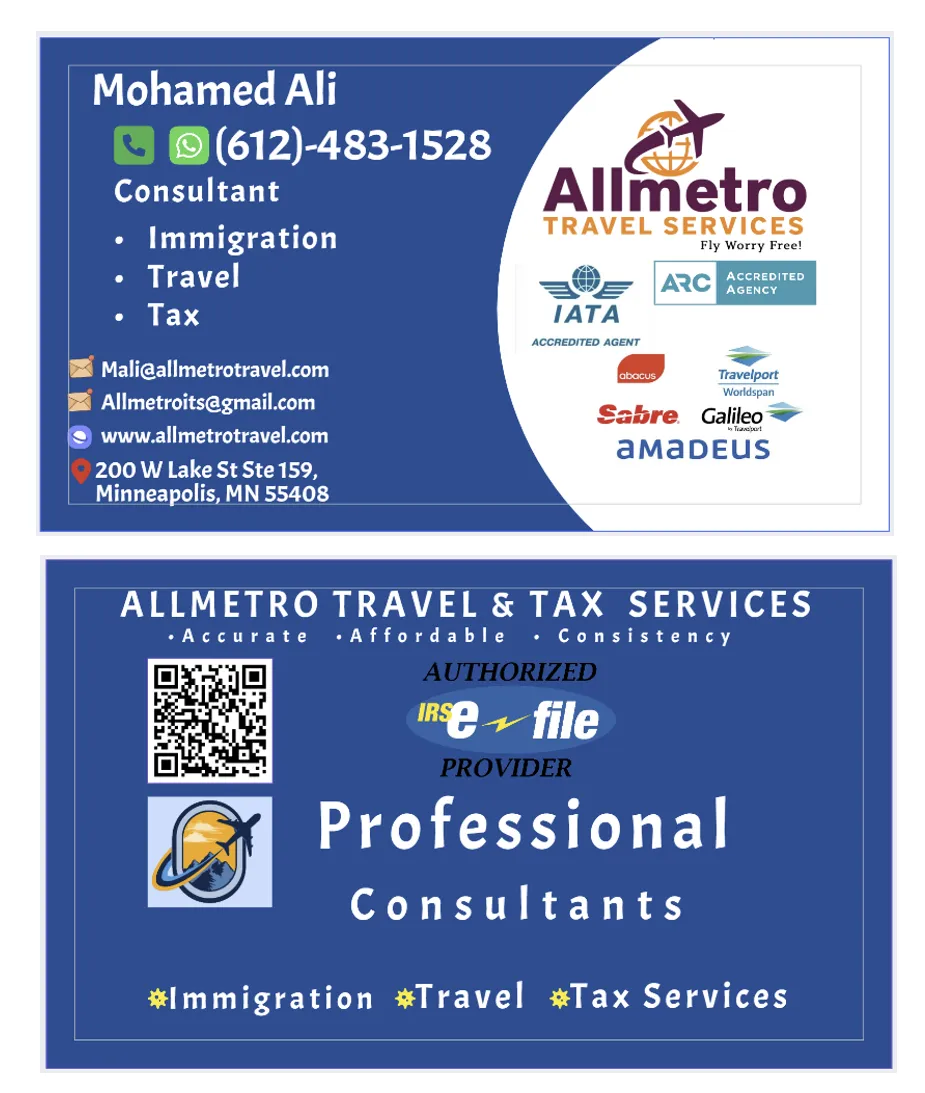 Mohamed Ali
(612)-483-1528
Consultant
• Immigration
• Travel
• Tax
Mali@allmetrotravel.com
Allmetroits@gmail.com
www.allmetrotravel.com
200 W Lake St Ste 159,
Minneapolis, MN 55408
Allmetro
TRAVEL SERVICES
Fly Worry Free!
IATA
ACCREDITED AGENT
ARC ACCREDITED AGENCY
abacus
Travelport
Worldspan
Sabre
Galileo
by Travelport
AMADEUS
ALLMETRO TRAVEL & TAX SERVICES
•Accurate •Affordable • Consistency
AUTHORIZED
IRS e file
PROVIDER
Professional
Consultants
Immigration Travel Tax Services